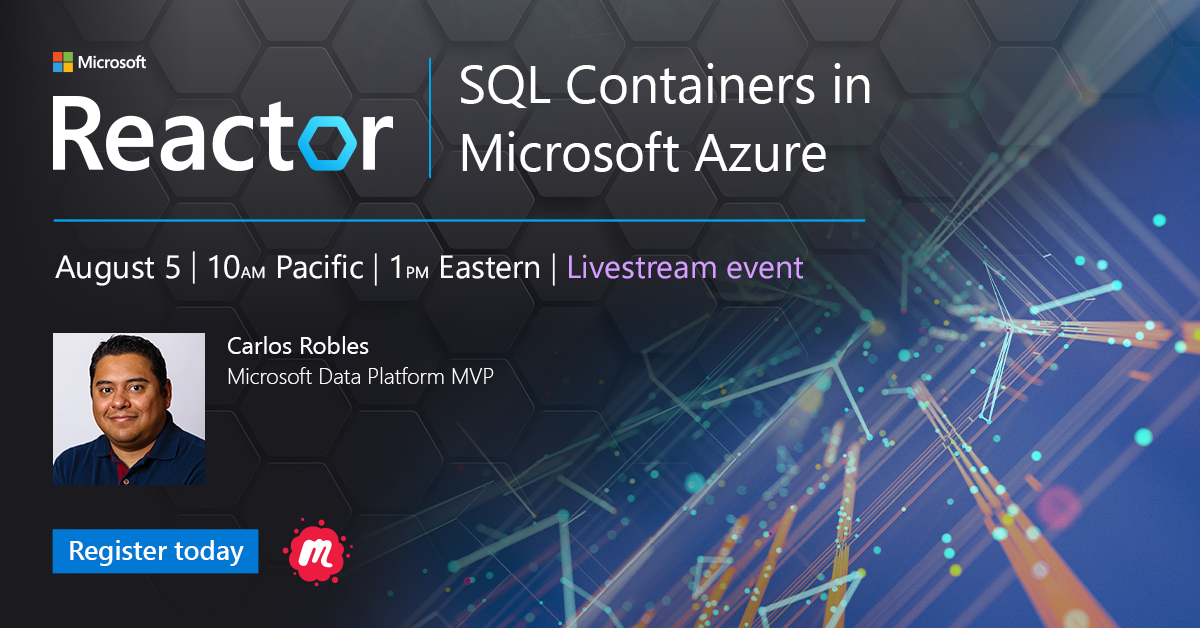 Microsoft
Reactor
SQL Containers in
Microsoft Azure
August 5 | 10AM Pacific | 1PM Eastern | Livestream event
Carlos Robles
Microsoft Data Platform MVP
Register today
m